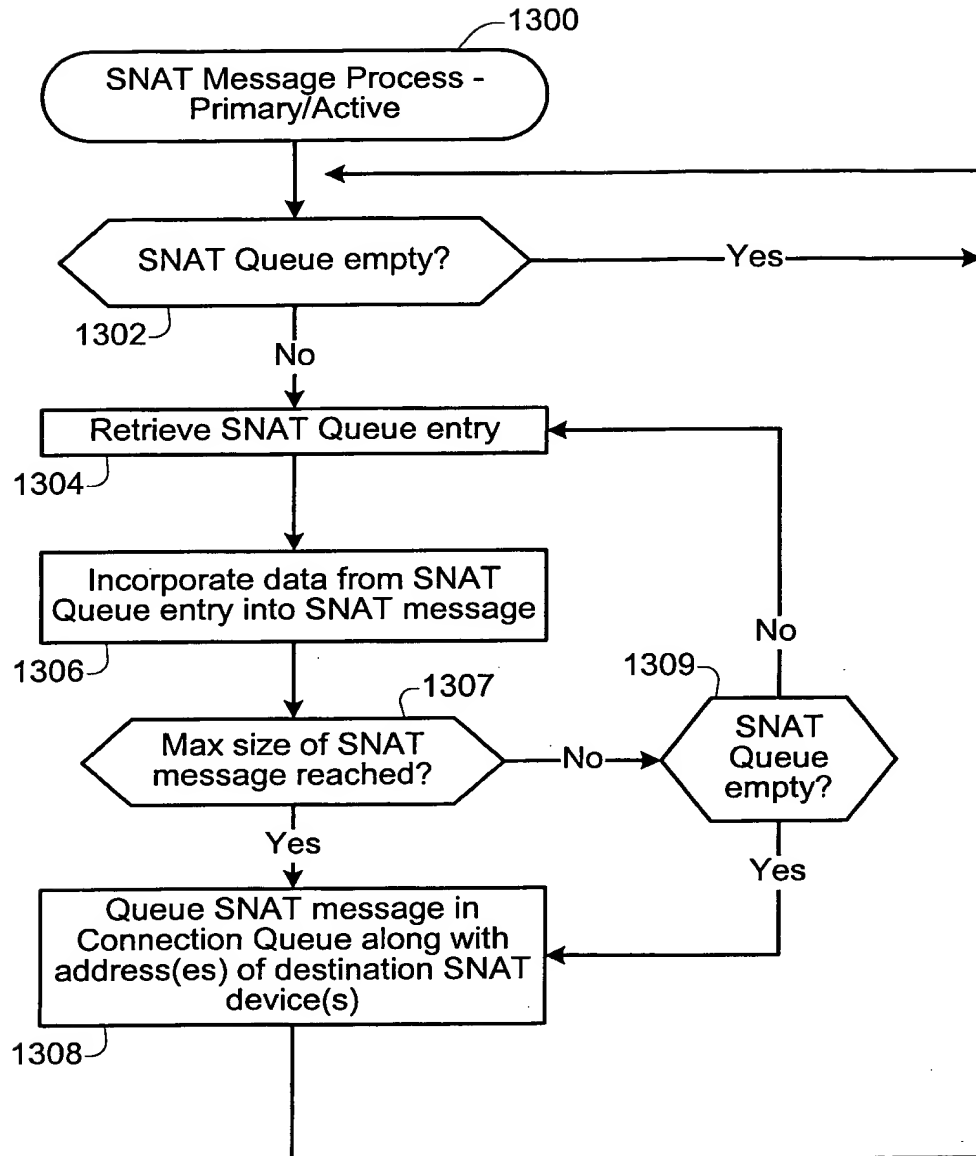 1300
SNAT Message Process -
Primary/Active
SNAT Queue empty?
Yes
1302
No
Retrieve SNAT Queue entry
1304
Incorporate data from SNAT
Queue entry into SNAT message
1306
No
1309
1307
Max size of SNAT
message reached?
No
SNAT
Queue
empty?
Yes
Yes
Queue SNAT message in
Connection Queue along with
address(es) of destination SNAT
device(s)
1308